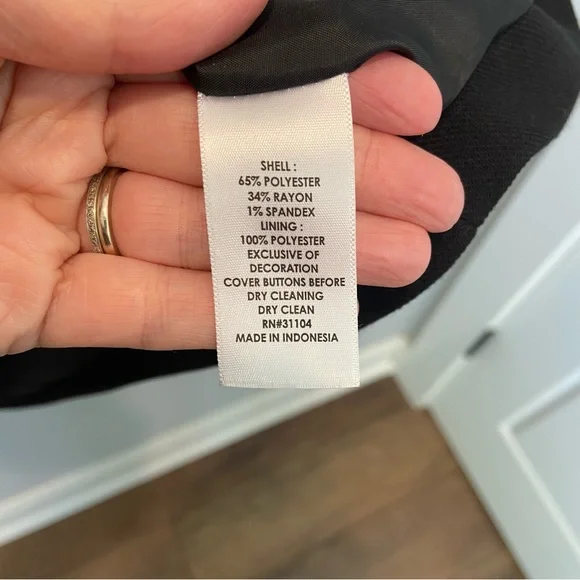 SHELL :
65% POLYESTER
34% RAYON
1% SPANDEX
LINING :
100% POLYESTER
EXCLUSIVE OF
DECORATION
COVER BUTTONS BEFORE
DRY CLEANING
DRY CLEAN
RN#31104
MADE IN INDONESIA